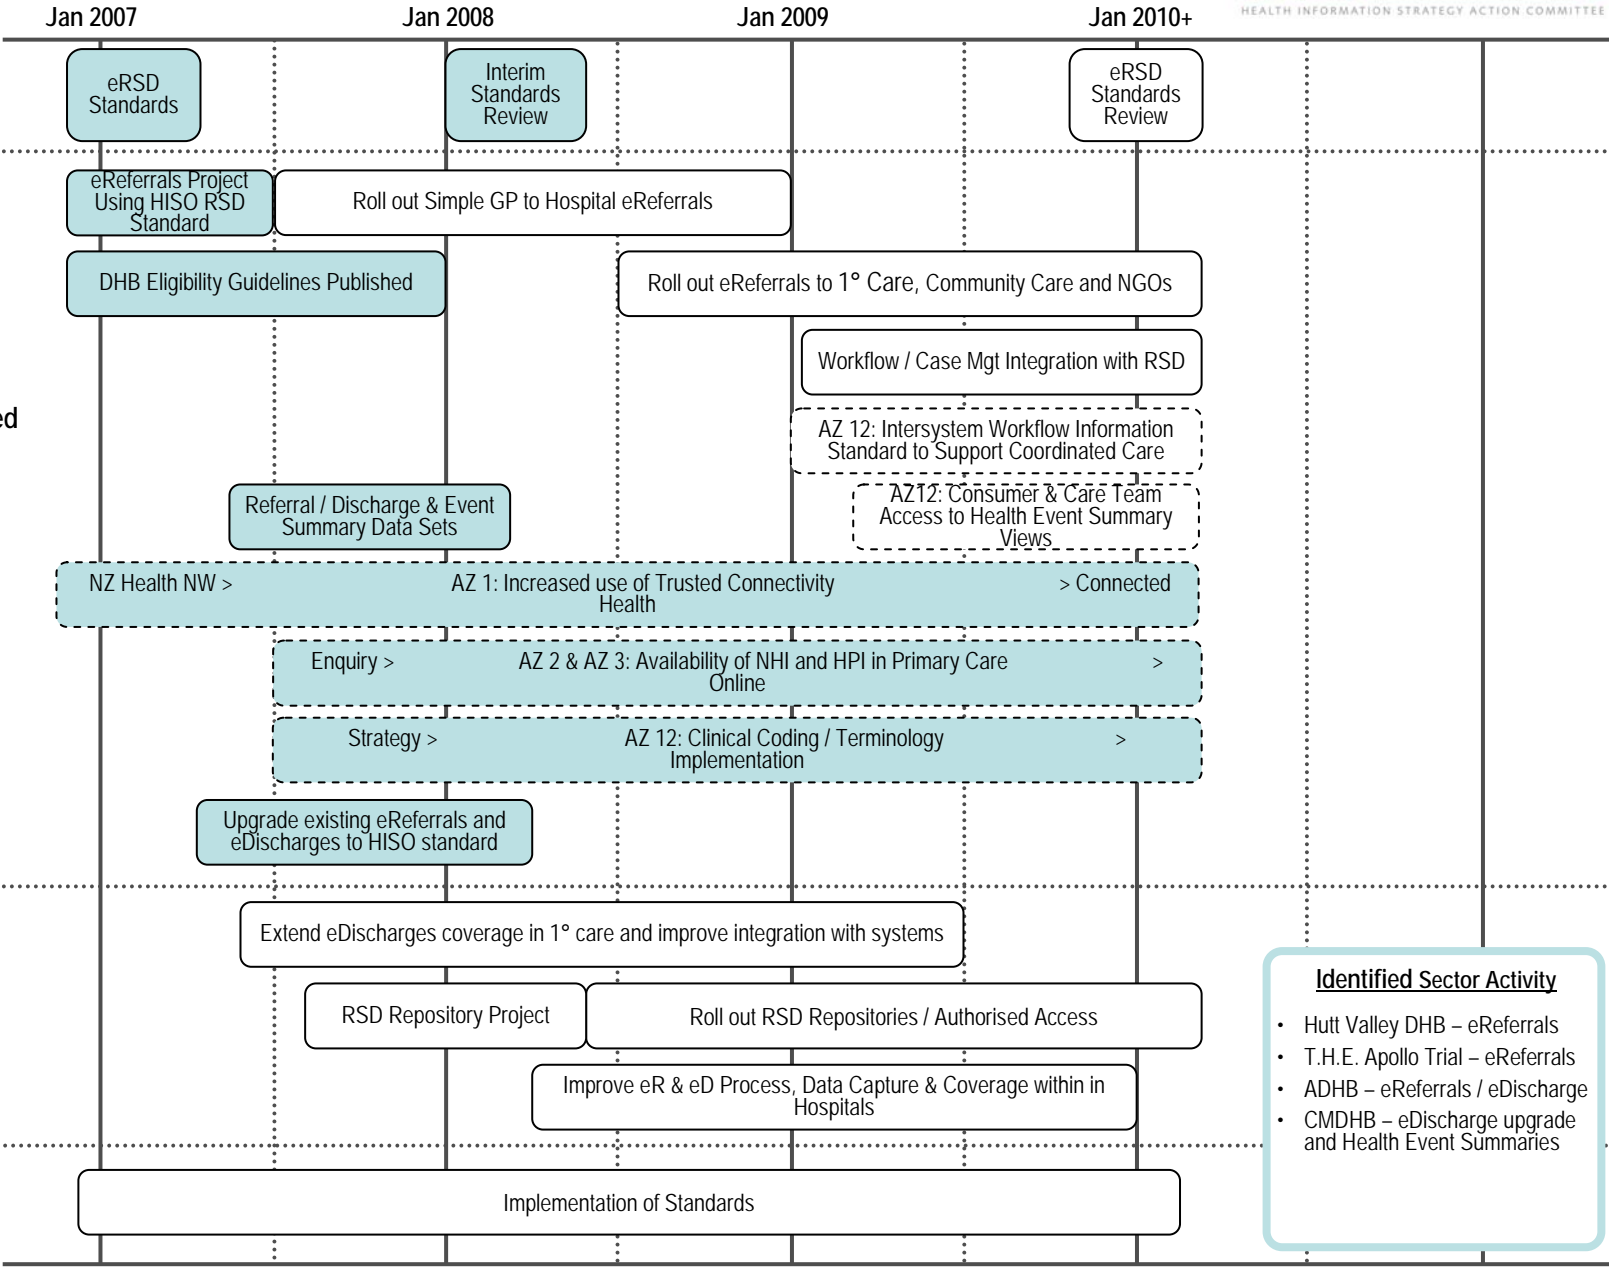 Jan 2007
Jan 2008
Jan 2009
Jan 2010+
HEALTH INFORMATION STRATEGY ACTION COMMITTEE
eRSD
Standards
Interim
Standards
Review
eRSD
Standards
Review
eReferrals Project
Using HISO RSD
Standard
Roll out Simple GP to Hospital eReferrals
DHB Eligibility Guidelines Published
Roll out eReferrals to 1° Care, Community Care and NGOs
Workflow / Case Mgt Integration with RSD
ed
AZ 12: Intersystem Workflow Information
Standard to Support Coordinated Care
Referral / Discharge & Event
Summary Data Sets
AZ12: Consumer & Care Team
Access to Health Event Summary
Views
NZ Health NW > AZ 1: Increased use of Trusted Connectivity > Connected
Health
Enquiry > AZ 2 & AZ 3: Availability of NHI and HPI in Primary Care >
Online
Strategy > AZ 12: Clinical Coding / Terminology >
Implementation
Upgrade existing eReferrals and
eDischarges to HISO standard
Extend eDischarges coverage in 1° care and improve integration with systems
RSD Repository Project
Roll out RSD Repositories / Authorised Access
Improve eR & eD Process, Data Capture & Coverage within in
Hospitals
Implementation of Standards
Identified Sector Activity
• Hutt Valley DHB – eReferrals
• T.H.E. Apollo Trial – eReferrals
• ADHB – eReferrals / eDischarge
• CMDHB – eDischarge upgrade
and Health Event Summaries